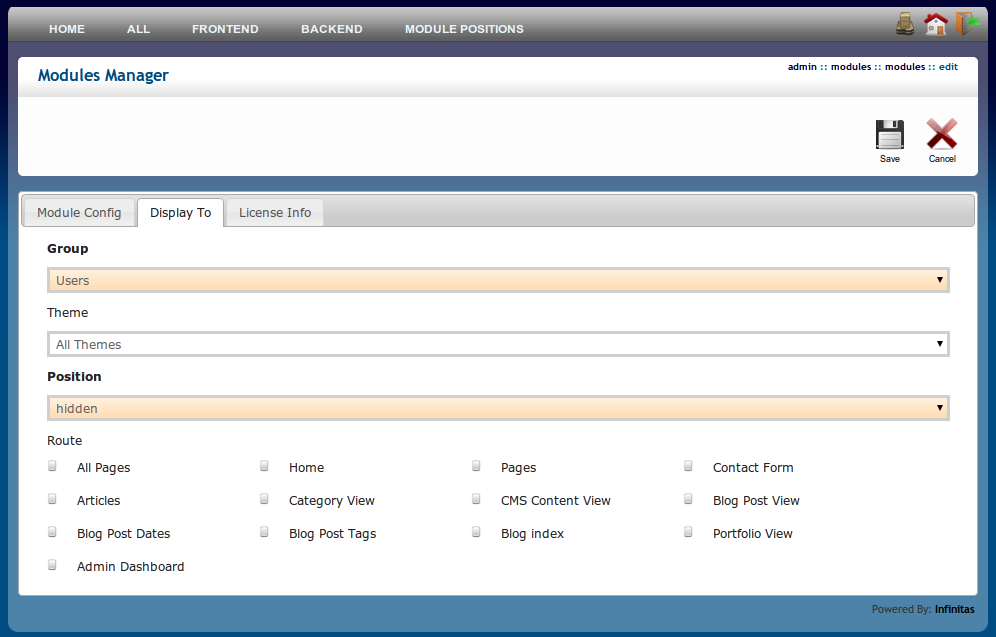 HOME ALL FRONTEND BACKEND MODULE POSITIONS
Modules Manager
admin :: modules :: modules :: edit
Save Cancel
Module Config Display To License Info
Group
Users
Theme
All Themes
Position
hidden
Route
All Pages Home Pages Contact Form
Articles Category View CMS Content View Blog Post View
Blog Post Dates Blog Post Tags Blog index Portfolio View
Admin Dashboard
Powered By: Infinitas